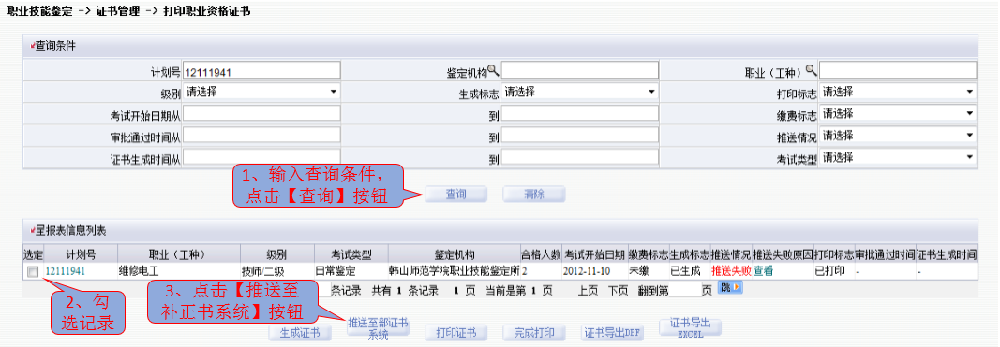 职业技能鉴定 -> 证书管理 -> 打印职业资格证书
查询条件
计划号 12111941 鉴定机构 职业（工种）
级别 请选择 生成标志 请选择 打印标志 请选择
考试开始日期从 到 缴费标志 请选择
审批通过时间从 到 推送情况 请选择
证书生成时间从 到 考试类型 请选择
1、输入查询条件，
点击【查询】按钮
查询 清除
呈报表信息列表
选定 计划号 职业（工种） 级别 考试类型 鉴定机构 合格人数 考试开始日期 缴费标志 生成标志 推送情况 推送失败原因 打印标志 审批通过时间 证书生成时间
12111941 维修电工 技师/二级 日常鉴定 韩山师范学院职业技能鉴定所 2 2012-11-10 未缴 已生成 推送失败 查看 已打印 - -
条记录 共有 1 条记录 1 页 当前是第 1 页 上页 下页 翻到第 页 跳
2、勾
选记录
3、点击【推送至
补正书系统】按钮
生成证书 推送至部证书
系统 打印证书 完成打印 证书导出DBF 证书导出
EXCEL